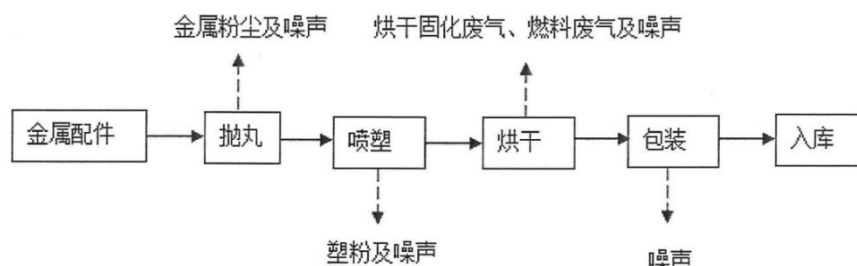 金属粉尘及噪声
烘干固化废气、燃料废气及噪声
金属配件
抛丸
喷塑
烘干
包装
入库
塑粉及噪声
噪声